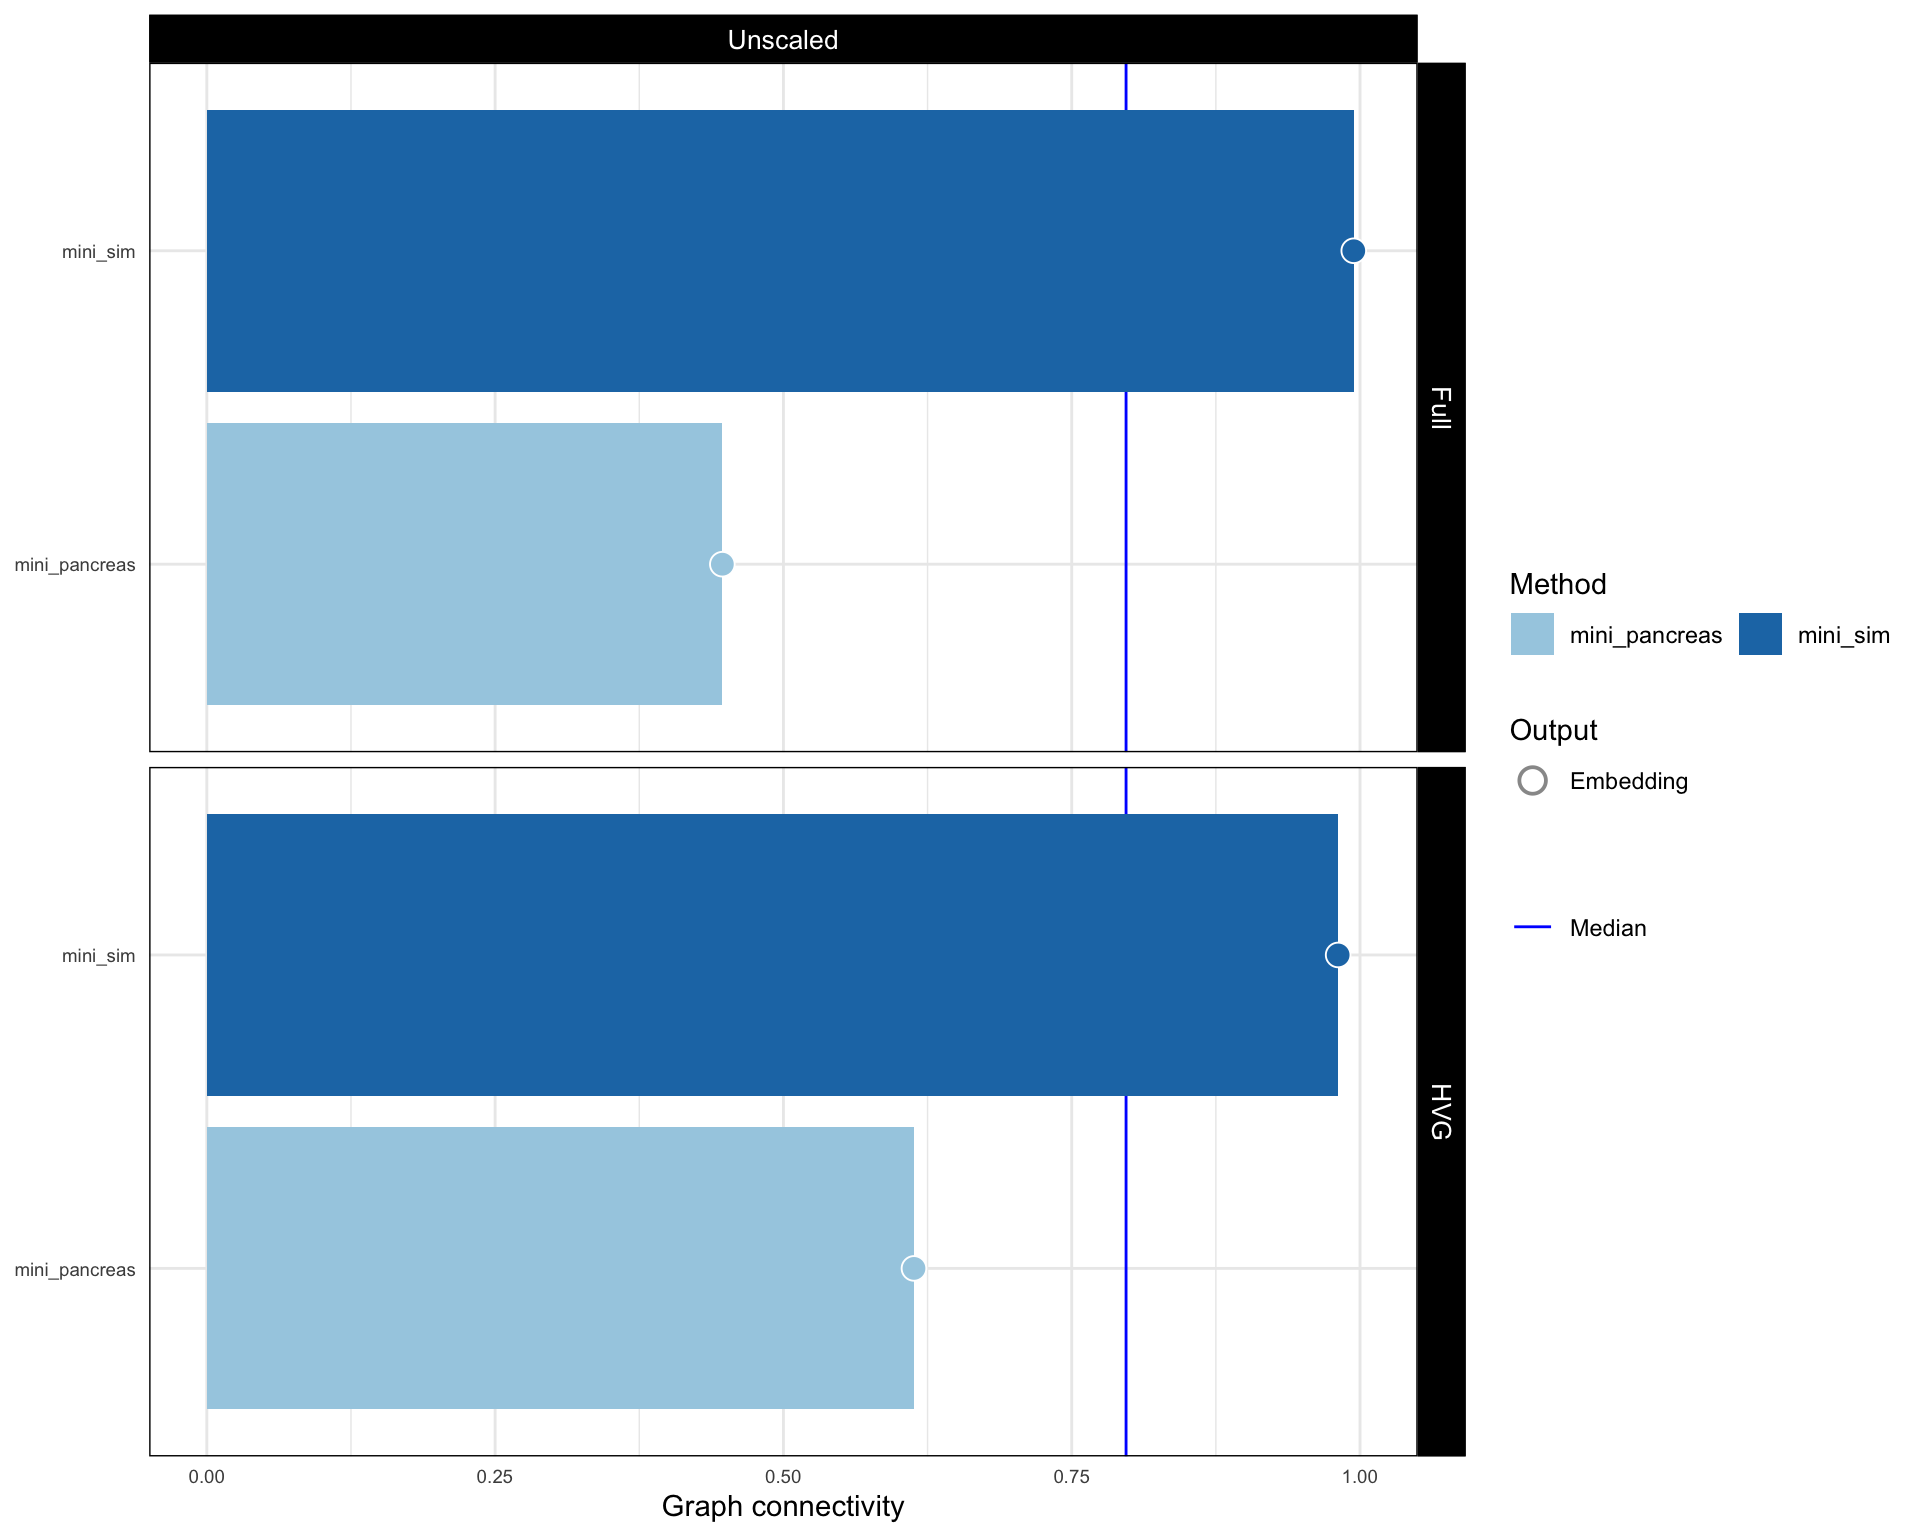 Unscaled
mini_sim
mini_pancreas
Full
mini_sim
mini_pancreas
HVG
0.00 0.25 0.50 0.75 1.00
Graph connectivity
Method
mini_pancreas mini_sim
Output
Embedding
Median